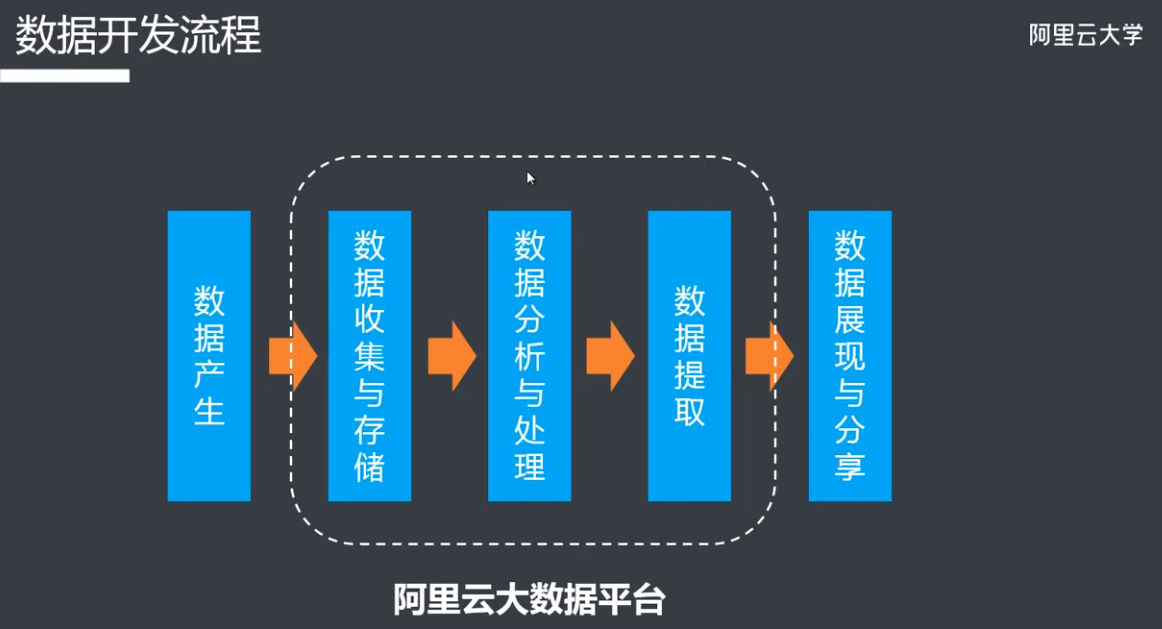 数据开发流程
阿里云大学
数据产生
数据收集与存储
数据分析与处理
数据提取
数据展现与分享
阿里云大数据平台